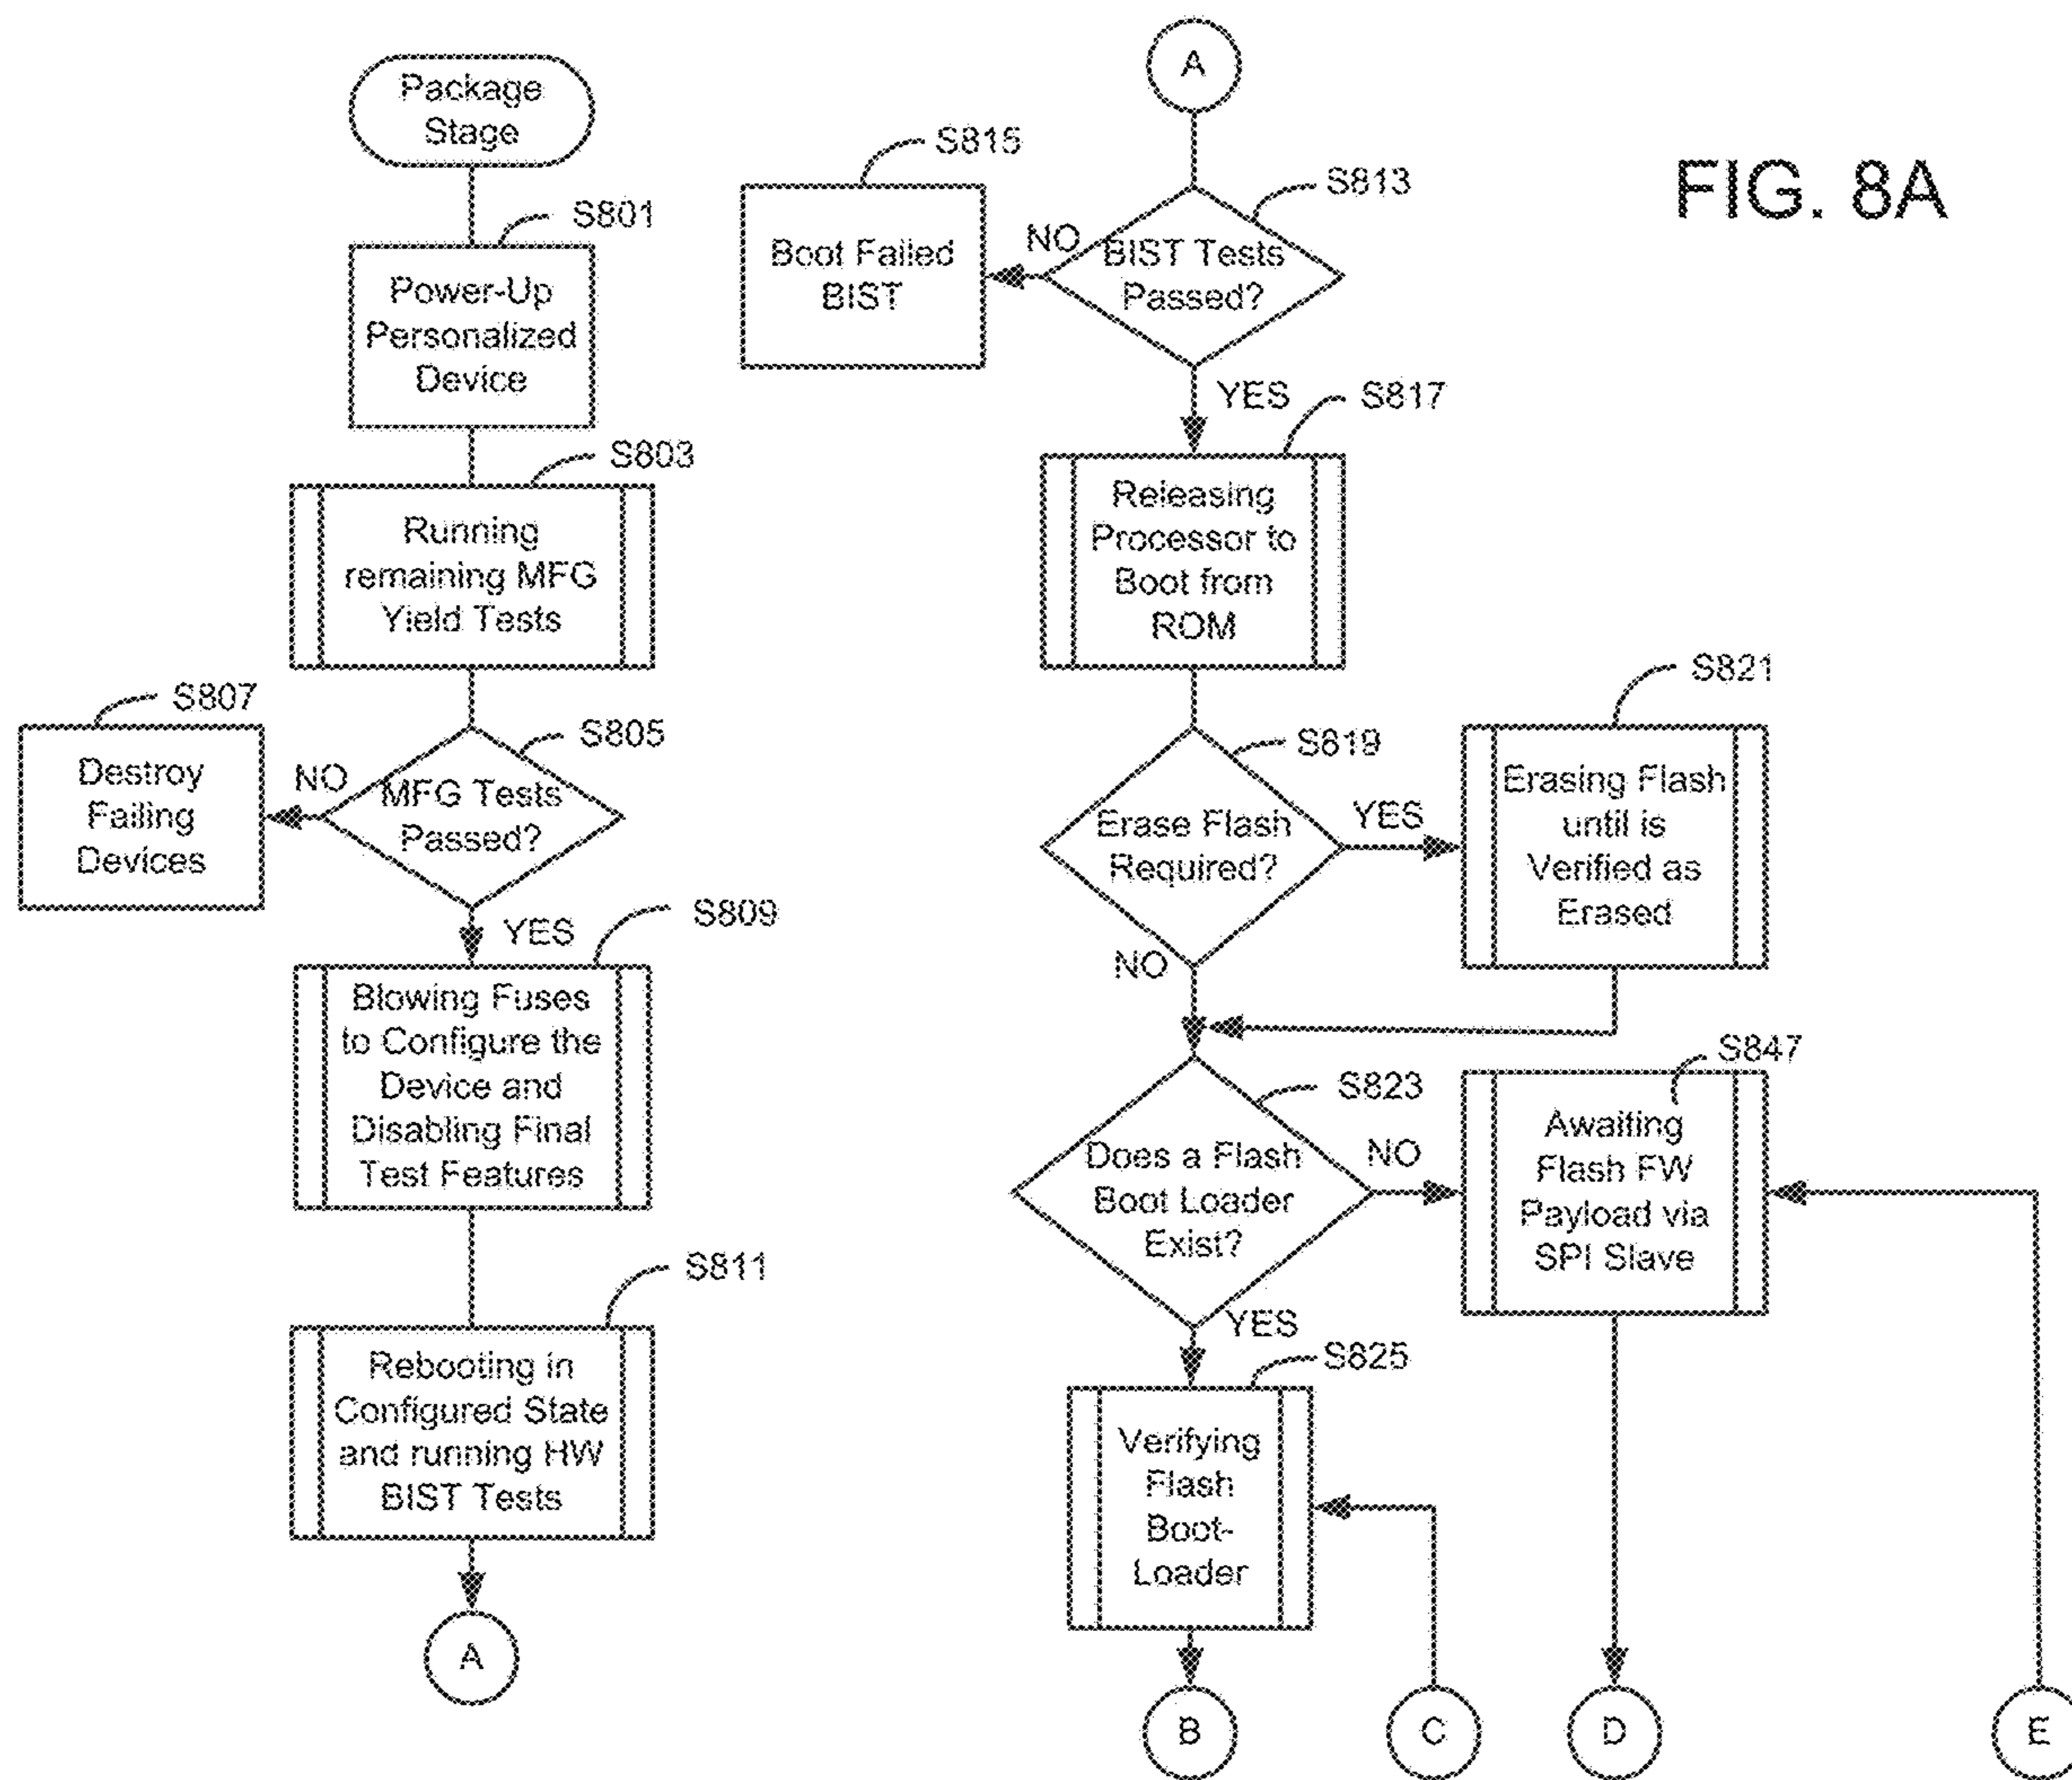 FIG. 8A
Package
Stage
S801
Power-Up
Personalized
Device
S803
Running
remaining MFG
Yield Tests
S805
MFG Tests
Passed?
NO
S807
Destroy
Failing
Devices
YES
S809
Blowing Fuses
to Configure the
Device and
Disabling Final
Test Features
S811
Rebooting in
Configured State
and running HW
BIST Tests
A
A
S813
BIST Tests
Passed?
NO
S815
Boot Failed
BIST
YES
S817
Releasing
Processor to
Boot from
ROM
S819
Erase Flash
Required?
YES
S821
Erasing Flash
until is
Verified as
Erased
NO
S823
Does a Flash
Boot Loader
Exist?
NO
S847
Awaiting
Flash FW
Payload via
SPI Slave
YES
S825
Verifying
Flash
Boot-
Loader
B
C
D
E